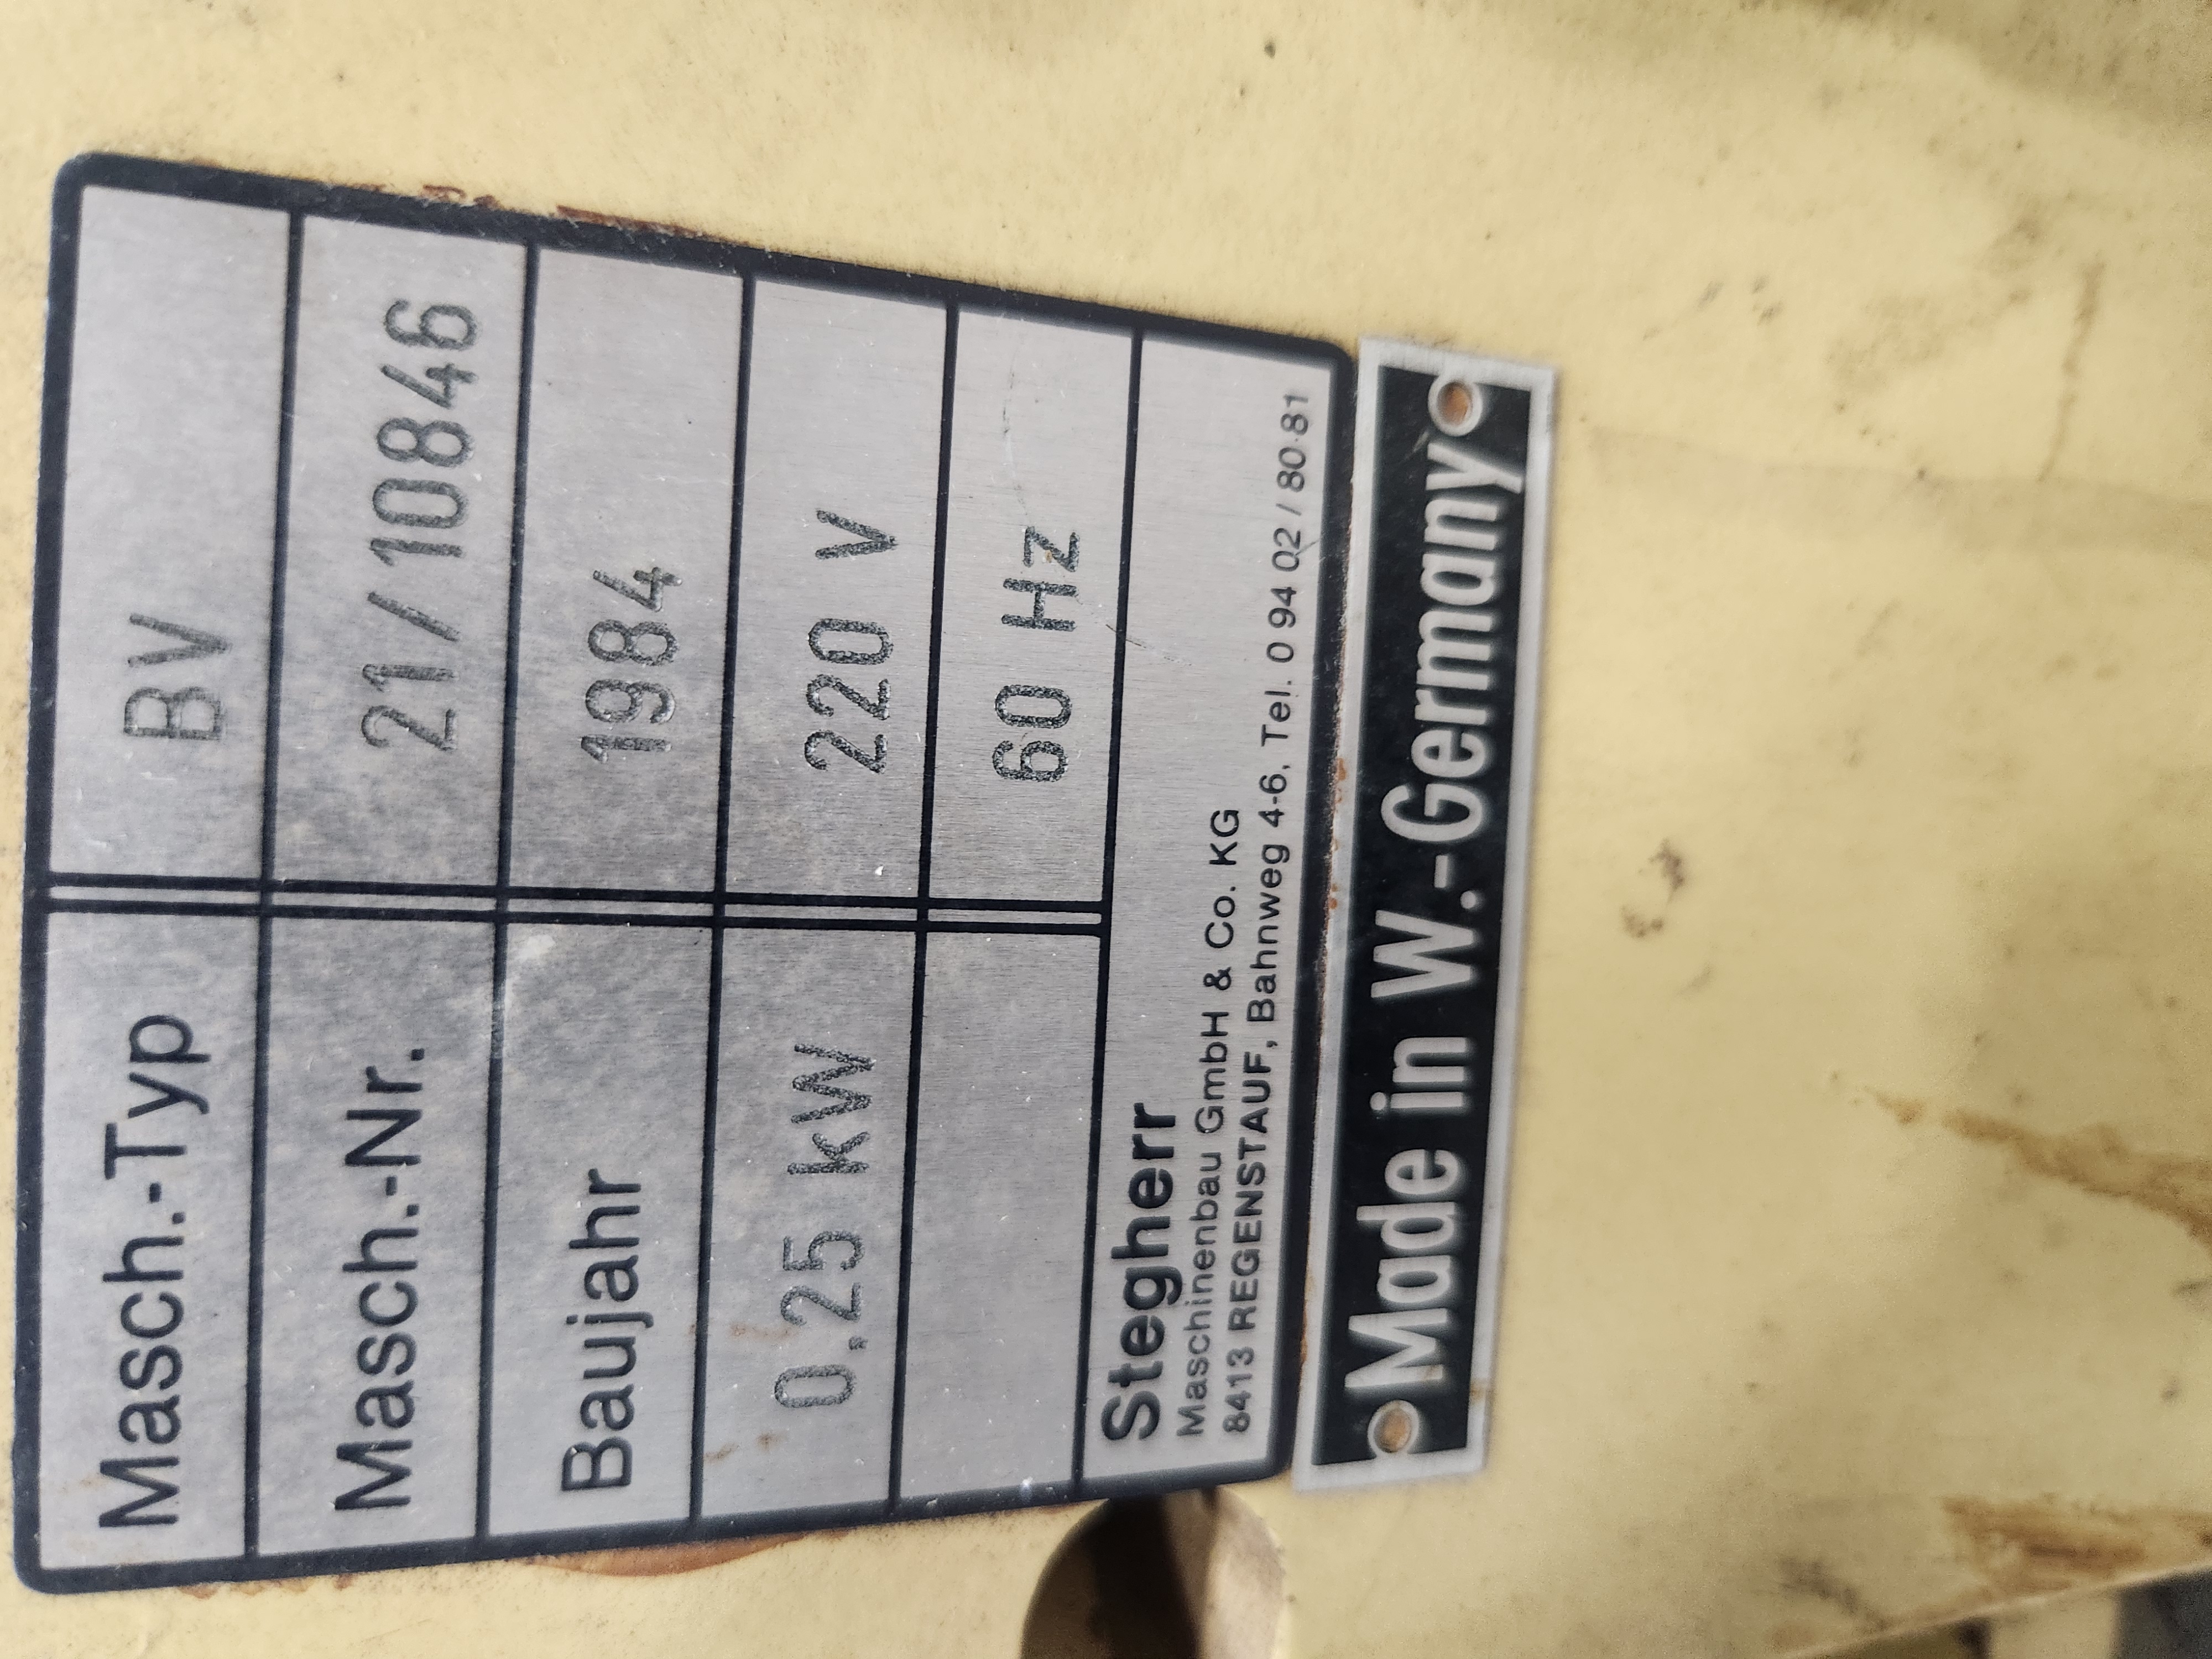 Masch.-Typ BV
Masch.-Nr. 21/10846
Baujahr 1984
0,25 kW 220 V
60 Hz
Stegherr
Maschinenbau GmbH & Co. KG
8413 REGENSTAUF, Bahnweg 4-6, Tel. 0 94 02 / 80·81
Made in W.-Germany